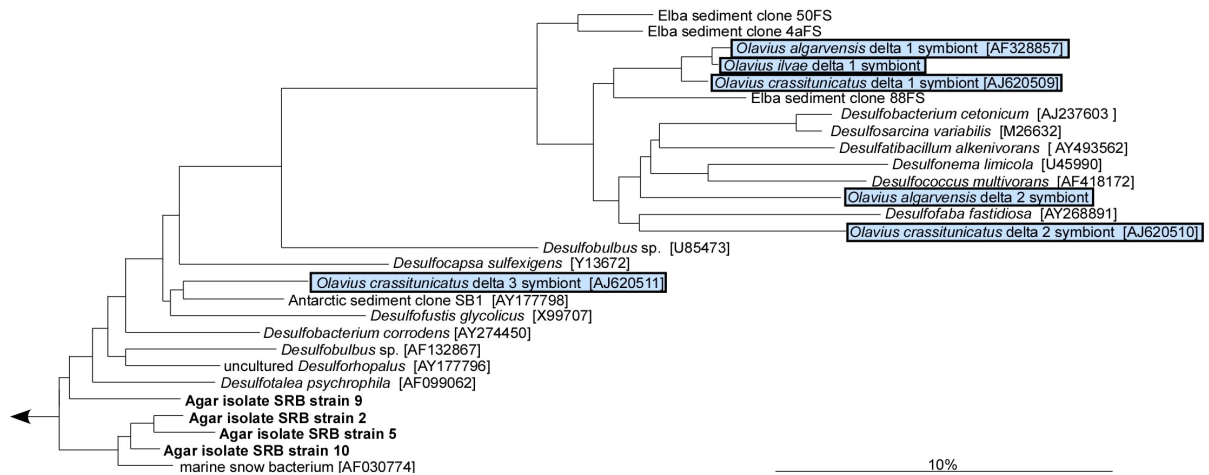 Elba sediment clone 50FS
Elba sediment clone 4aFS
Olavius algarvensis delta 1 symbiont [AF328857]
Olavius ilvae delta 1 symbiont
Olavius crassitunicatus delta 1 symbiont [AJ620509]
Elba sediment clone 88FS
Desulfobacterium cetonicum [AJ237603 ]
Desulfosarcina variabilis [M26632]
Desulfatibacillum alkenivorans [ AY493562]
Desulfonema limicola [U45990]
Desulfococcus multivorans [AF418172]
Olavius algarvensis delta 2 symbiont
Desulfofaba fastidiosa [AY268891]
Olavius crassitunicatus delta 2 symbiont [AJ620510]
Desulfobulbus sp. [U85473]
Desulfocapsa sulfexigens [Y13672]
Olavius crassitunicatus delta 3 symbiont [AJ620511]
Antarctic sediment clone SB1 [AY177798]
Desulfofustis glycolicus [X99707]
Desulfobacterium corrodens [AY274450]
Desulfobulbus sp. [AF132867]
uncultured Desulforhopalus [AY177796]
Desulfotalea psychrophila [AF099062]
Agar isolate SRB strain 9
Agar isolate SRB strain 2
Agar isolate SRB strain 5
Agar isolate SRB strain 10
marine snow bacterium [AF030774]
10%